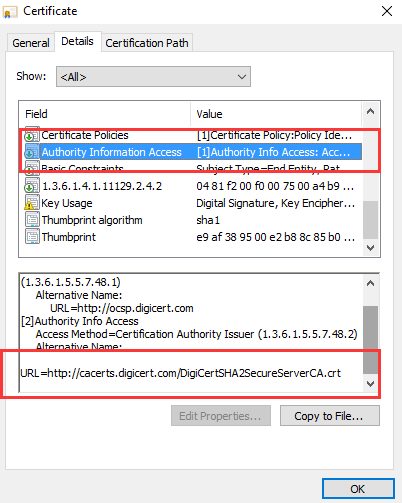 Certificate
General
Details
Certification Path
Show:
<All>
Field Value
Certificate Policies [1]Certificate Policy:Policy Ide...
Authority Information Access [1]Authority Info Access: Acc...
Basic Constraints Subject Type=End Entity, Pat...
1.3.6.1.4.1.11129.2.4.2 04 81 f2 00 f0 00 75 00 a4 b9 ...
Key Usage Digital Signature, Key Encipher...
Thumbprint algorithm sha1
Thumbprint e9 af 38 95 00 e2 b8 8c 85 b0 ...
(1.3.6.1.5.5.7.48.1)
Alternative Name:
URL=http://ocsp.digicert.com
[2]Authority Info Access
Access Method=Certification Authority Issuer (1.3.6.1.5.5.7.48.2)
Alternative Name:
URL=http://cacerts.digicert.com/DigiCertSHA2SecureServerCA.crt
Edit Properties...
Copy to File...
OK